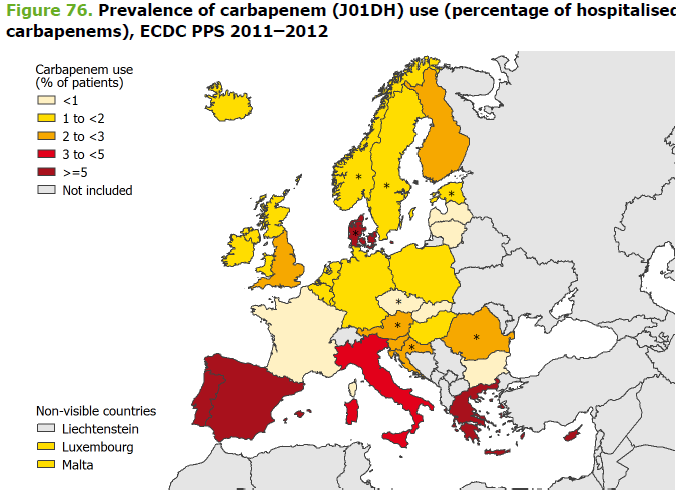 Figure 76. Prevalence of carbapenem (J01DH) use (percentage of hospitalised
carbapenems), ECDC PPS 2011–2012
Carbapenem use
(% of patients)
<1
1 to <2
2 to <3
3 to <5
>=5
Not included
* * * * * * * *
Non-visible countries
Liechtenstein
Luxembourg
Malta